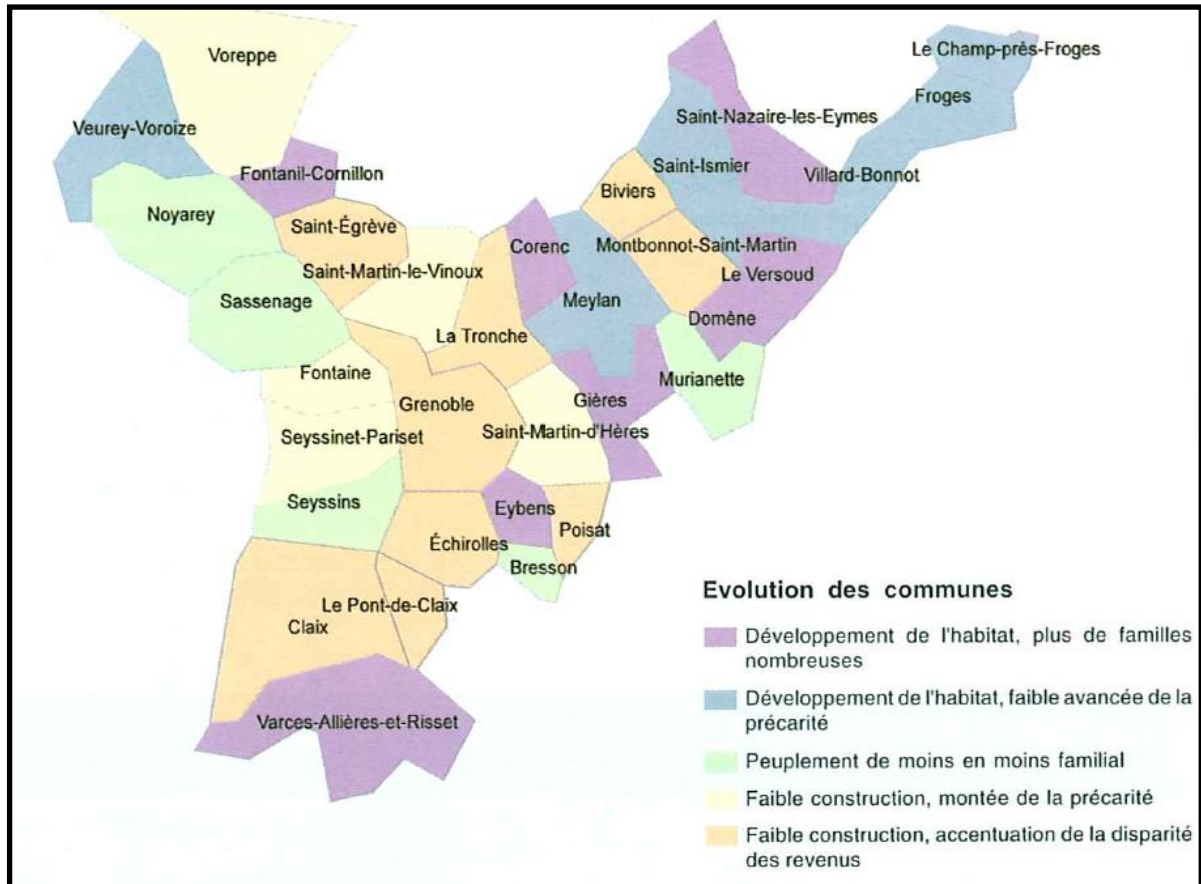 Voreppe
Le Champ-près-Froges
Froges
Saint-Nazaire-les-Eymes
Veurey-Voroize
Saint-Ismier
Villard-Bonnot
Fontanil-Cornillon
Biviers
Noyarey
Saint-Égrève
Corenc
Montbonnot-Saint-Martin
Saint-Martin-le-Vinoux
Le Versoud
Sassenage
Meylan
Domène
La Tronche
Fontaine
Murianette
Grenoble
Gières
Seyssinet-Pariset
Saint-Martin-d'Hères
Seyssins
Eybens
Poisat
Échirolles
Bresson
Le Pont-de-Claix
Claix
Varces-Allières-et-Risset
Evolution des communes
Développement de l'habitat, plus de familles
nombreuses
Développement de l'habitat, faible avancée de la
précarité
Peuplement de moins en moins familial
Faible construction, montée de la précarité
Faible construction, accentuation de la disparité
des revenus